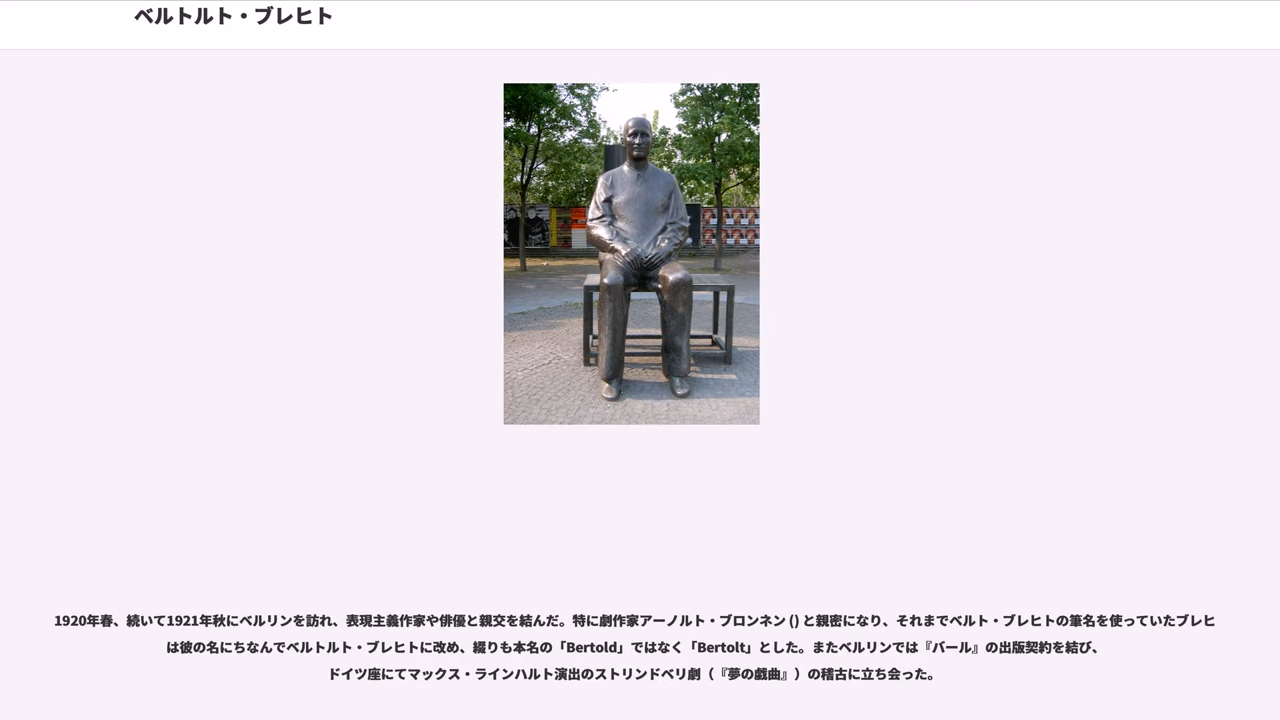 ベルトルト・ブレヒト
1920年春、続いて1921年秋にベルリンを訪れ、表現主義作家や俳優と親交を結んだ。特に劇作家アーノルト・ブロンネン () と親密になり、それまでベルト・ブレヒトの筆名を使っていたブレヒ
は彼の名にちなんでベルトルト・ブレヒトに改め、綴りも本名の「Bertold」ではなく「Bertolt」とした。またベルリンでは『バール』の出版契約を結び、
ドイツ座にてマックス・ラインハルト演出のストリンドベリ劇（『夢の戯曲』）の稽古に立ち会った。